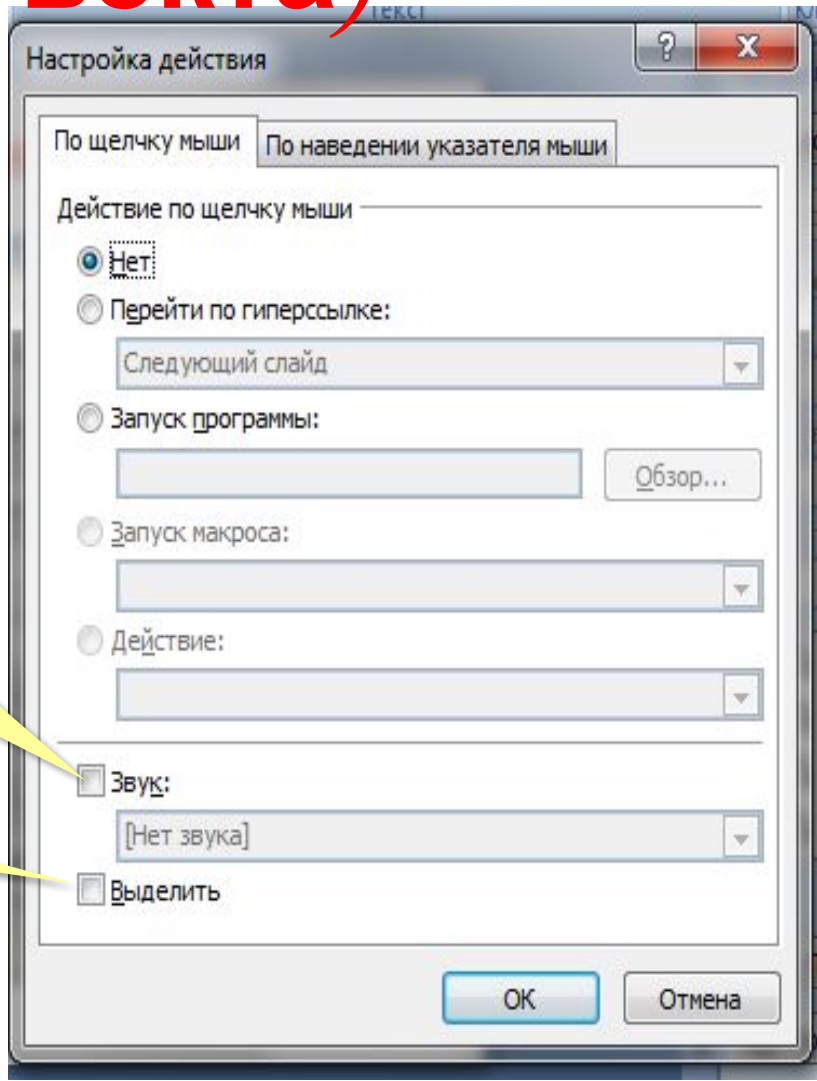 текст
Настройка действия
По щелчку мыши
По наведении указателя мыши
Действие по щелчку мыши
Нет
Перейти по гиперссылке:
Следующий слайд
Запуск программы:
Обзор...
Запуск макроса:
Действие:
Звук:
[Нет звука]
Выделить
ОК
Отмена